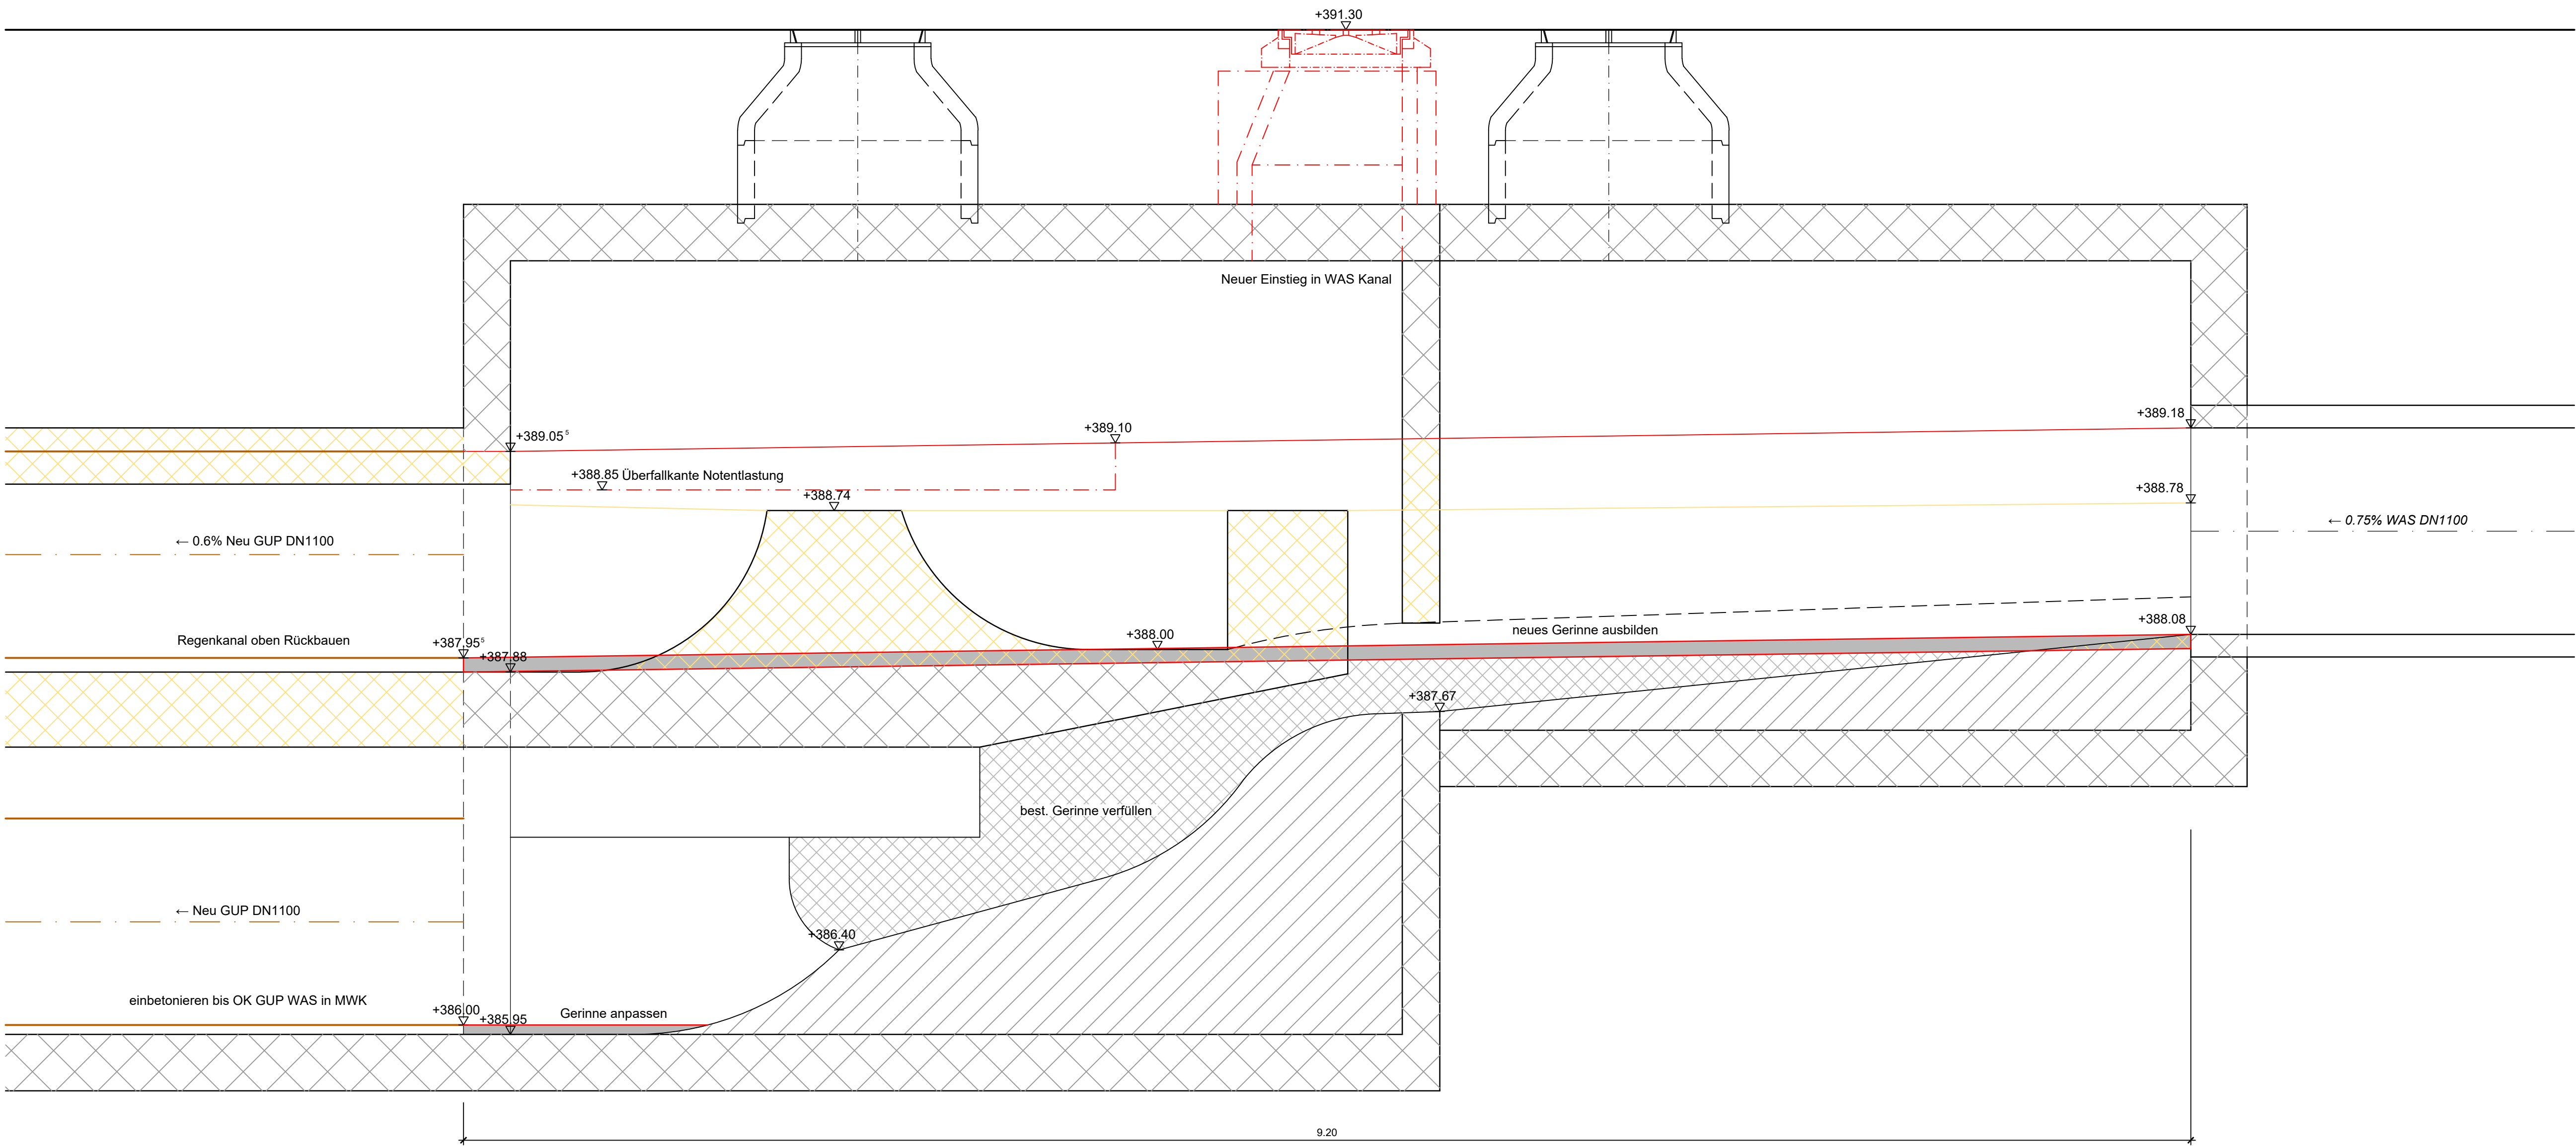 +391.30
Neuer Einstieg in WAS Kanal
+389.18
+389.10
+389.05⁵
+388.85 Überfallkante Notentlastung
+388.74
+388.78
← 0.75% WAS DN1100
← 0.6% Neu GUP DN1100
+388.08
neues Gerinne ausbilden
+388.00
Regenkanal oben Rückbauen
+387.95⁵
+387.88
+387.67
best. Gerinne verfüllen
← Neu GUP DN1100
+386.40
einbetonieren bis OK GUP WAS in MWK
+386.00
+385.95
Gerinne anpassen
9.20